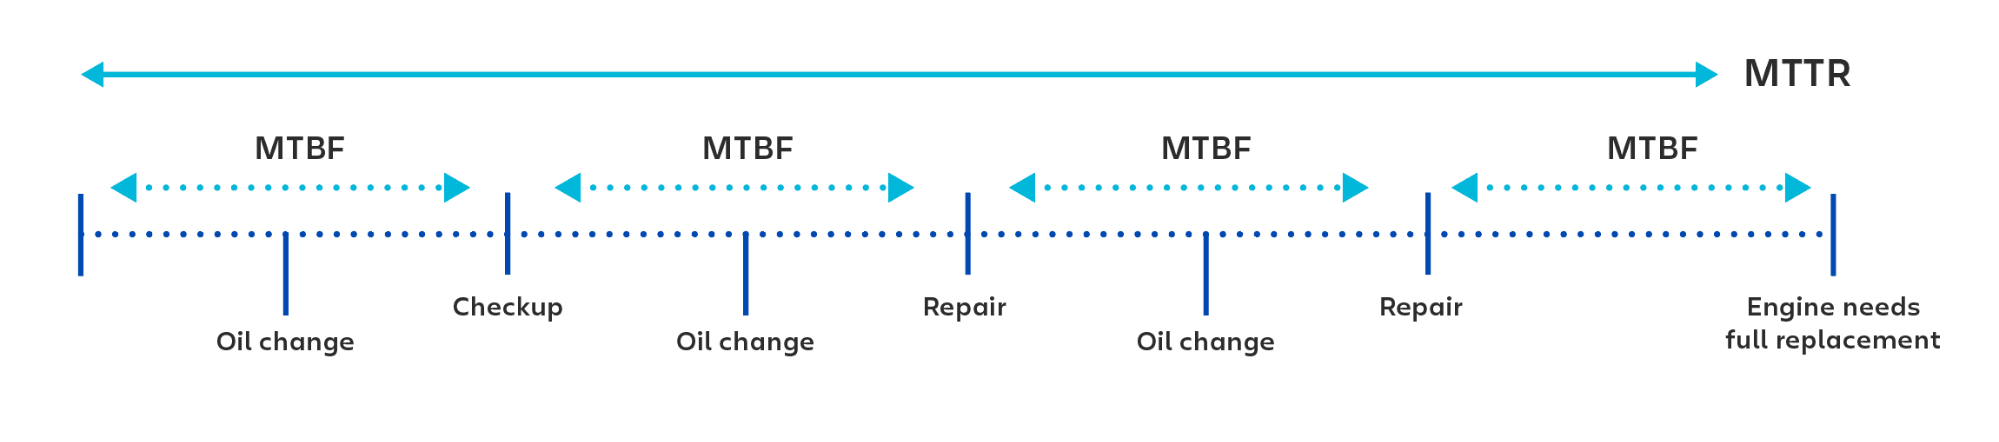 MTTR
MTBF
MTBF
MTBF
MTBF
Checkup
Repair
Repair
Engine needs
full replacement
Oil change
Oil change
Oil change